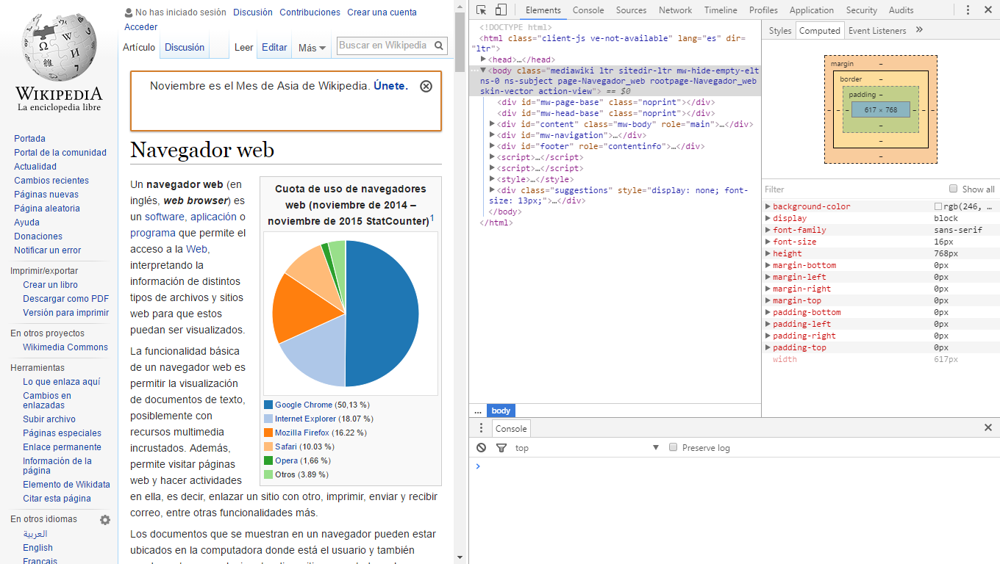 No has iniciado sesión Discusión Contribuciones Crear una cuenta
Acceder
Artículo Discusión Leer Editar Más Buscar en Wikipedia
WIKIPEDIA
La enciclopedia libre
Portada
Portal de la comunidad
Actualidad
Cambios recientes
Páginas nuevas
Página aleatoria
Ayuda
Donaciones
Notificar un error
Imprimir/exportar
Crear un libro
Descargar como PDF
Versión para imprimir
En otros proyectos
Wikimedia Commons
Herramientas
Lo que enlaza aquí
Cambios en
enlazadas
Subir archivo
Páginas especiales
Enlace permanente
Información de la
página
Elemento de Wikidata
Citar esta página
En otros idiomas
العربية
English
Français
Noviembre es el Mes de Asia de Wikipedia. Únete.
Navegador web
Un navegador web (en
inglés, web browser) es
un software, aplicación o
programa que permite el
acceso a la Web,
interpretando la
información de distintos
tipos de archivos y sitios
web para que estos
puedan ser visualizados.
La funcionalidad básica
de un navegador web es
permitir la visualización
de documentos de texto,
posiblemente con
recursos multimedia
incrustados. Además,
permite visitar páginas
web y hacer actividades
en ella, es decir, enlazar un sitio con otro, imprimir, enviar y recibir
correo, entre otras funcionalidades más.
Los documentos que se muestran en un navegador pueden estar
ubicados en la computadora donde está el usuario y también
Cuota de uso de navegadores
web (noviembre de 2014 –
noviembre de 2015 StatCounter)1
Google Chrome (50,13 %)
Internet Explorer (18.07 %)
Mozilla Firefox (16.22 %)
Safari (10.03 %)
Opera (1,66 %)
Otros (3.89 %)
Elements Console Sources Network Timeline Profiles Application Security Audits
<!DOCTYPE html>
<html class="client-js ve-not-available" lang="es" dir=
"ltr">
<head>…</head>
…<body class="mediawiki ltr sitedir-ltr mw-hide-empty-elt
ns-0 ns-subject page-Navegador_web rootpage-Navegador_web
skin-vector action-view"> == $0
<div id="mw-page-base" class="noprint"></div>
<div id="mw-head-base" class="noprint"></div>
<div id="content" class="mw-body" role="main">…</div>
<div id="mw-navigation">…</div>
<div id="footer" role="contentinfo">…</div>
<script>…</script>
<script>…</script>
<style>…</style>
<div class="suggestions" style="display: none; font-
size: 13px;">…</div>
</body>
</html>
... body
Styles Computed Event Listeners »
margin –
border –
padding –
– – – 617 × 768 – – –
–
–
–
Filter Show all
background-color rgb(246, …
display block
font-family sans-serif
font-size 16px
height 768px
margin-bottom 0px
margin-left 0px
margin-right 0px
margin-top 0px
padding-bottom 0px
padding-left 0px
padding-right 0px
padding-top 0px
width 617px
Console
top Preserve log
>